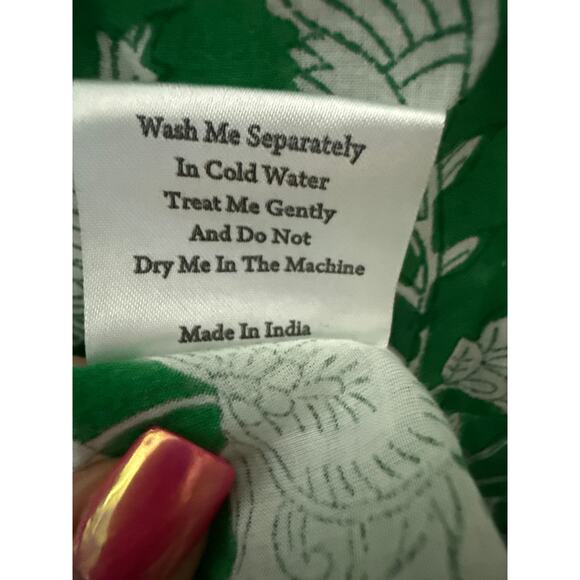 Wash Me Separately
In Cold Water
Treat Me Gently
And Do Not
Dry Me In The Machine
Made In India